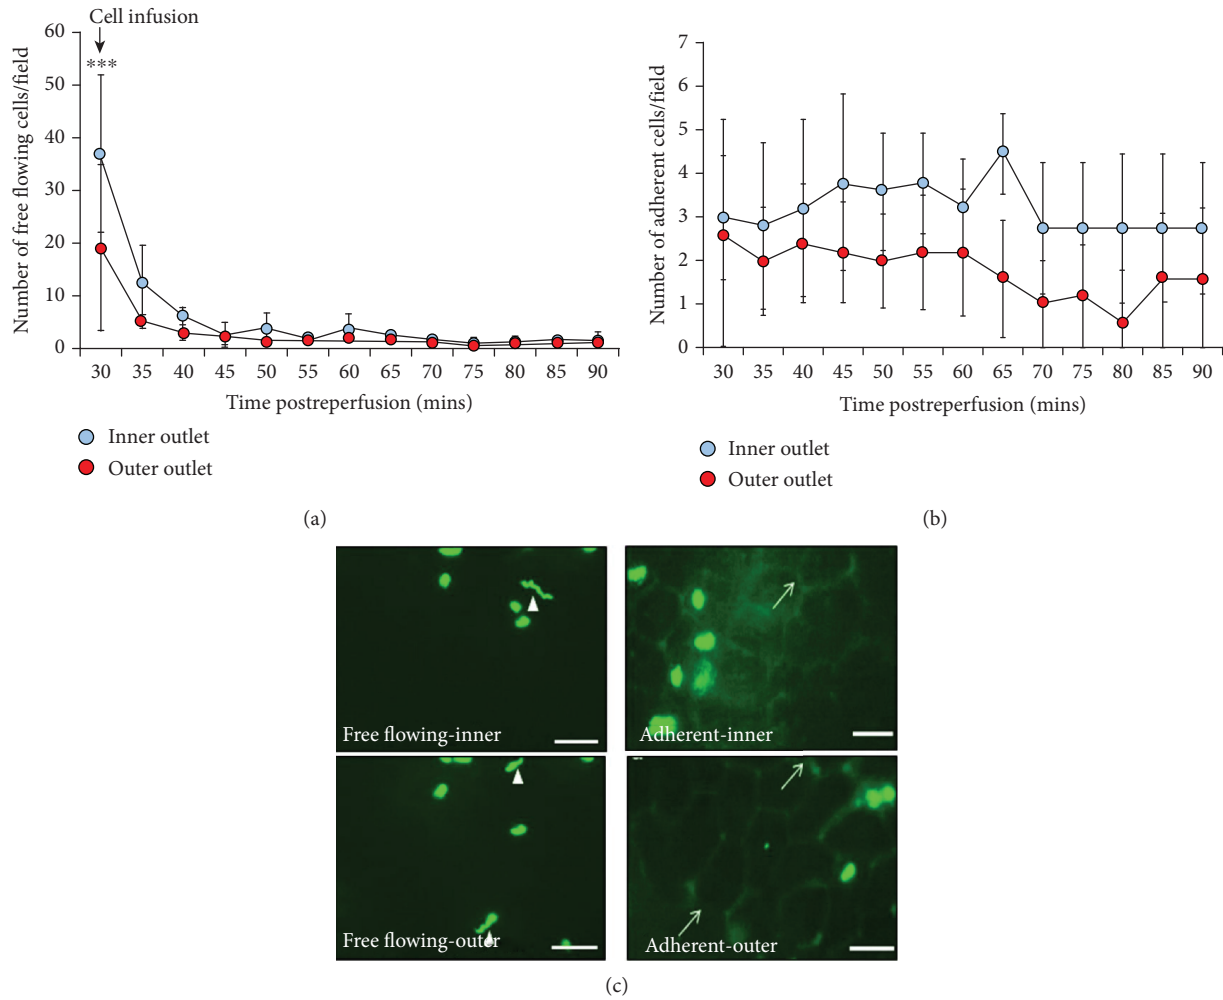 Cell infusion
***
Number of free flowing cells/field
60
50
40
30
20
10
0
30 35 40 45 50 55 60 65 70 75 80 85 90
Time postreperfusion (mins)
Inner outlet
Outer outlet
(a)
Number of adherent cells/field
7
6
5
4
3
2
1
0
30 35 40 45 50 55 60 65 70 75 80 85 90
Time postreperfusion (mins)
Inner outlet
Outer outlet
(b)
Free flowing-inner
Adherent-inner
Free flowing-outer
Adherent-outer
(c)